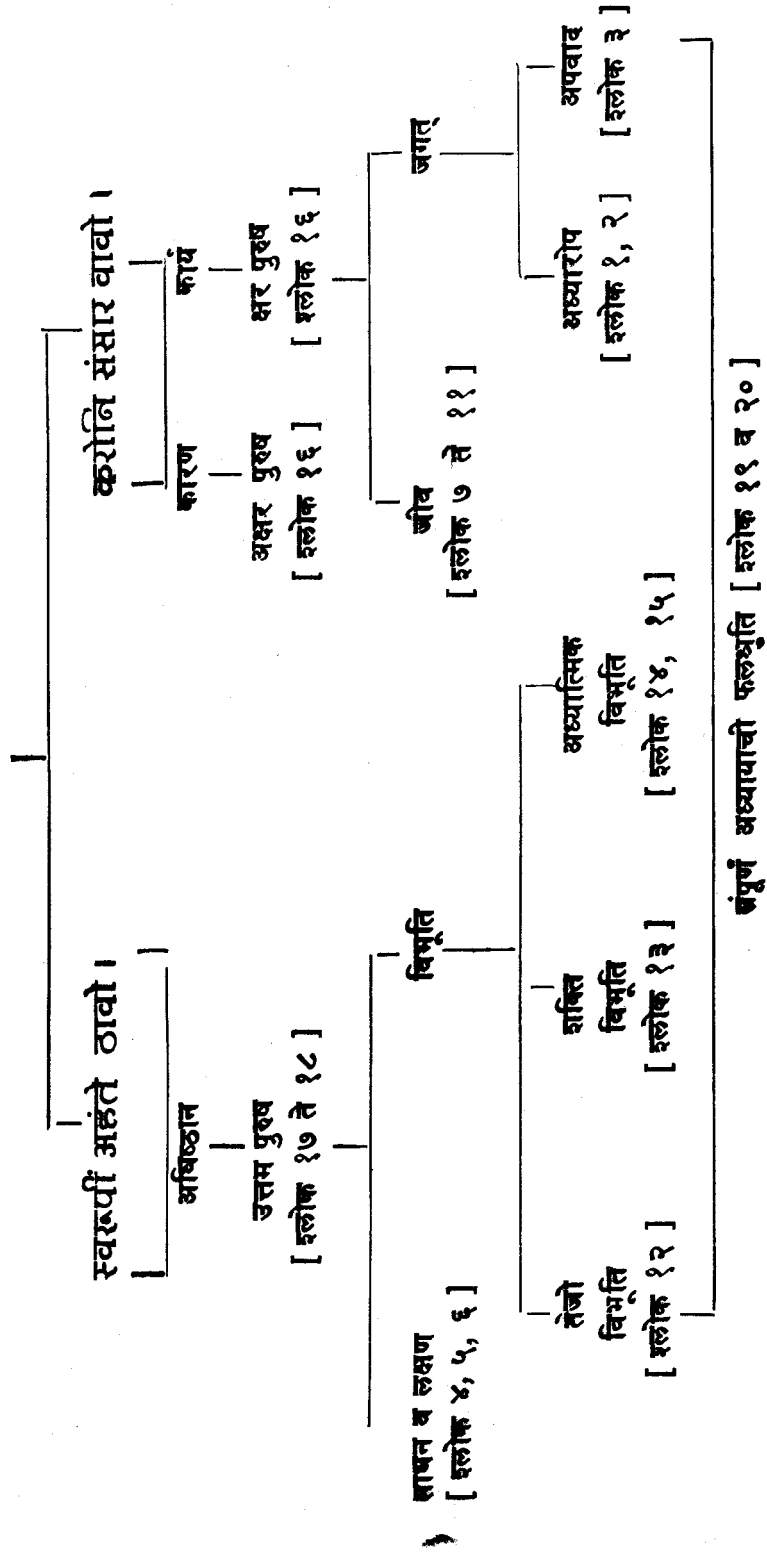 स्वरूपीं अहंते ठावो ।
करोनि संसार वावो ।
अधिष्ठान
कारण
कार्य
उत्तम पुरुष
[ श्लोक १७ ते १८ ]
अक्षर पुरुष
[ श्लोक १६ ]
क्षर पुरुष
[ श्लोक १६ ]
साधन व लक्षण
[ श्लोक ४, ५, ६ ]
विभूति
जीव
[ श्लोक ७ ते ११ ]
जगत्
तेजो
विभूति
[ श्लोक १२ ]
शक्ति
विभूति
[ श्लोक १३ ]
अध्यात्मिक
विभूति
[ श्लोक १४, १५ ]
अध्यारोप
[ श्लोक १, २ ]
अपवाद
[ श्लोक ३ ]
संपूर्ण अध्यायाची फलश्रुति [ श्लोक १९ व २० ]